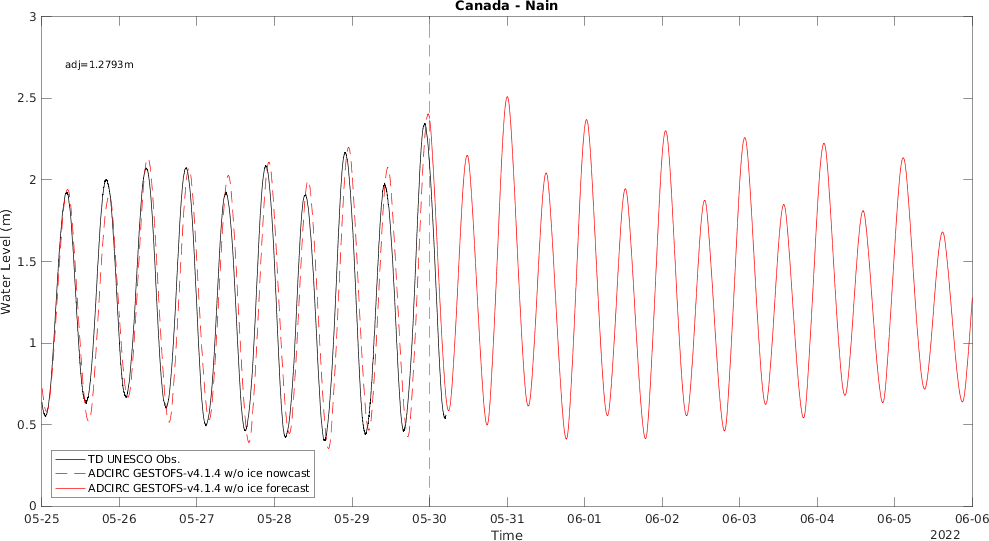 Canada - Nain
adj=1.2793m
Water Level (m)
3
2.5
2
1.5
1
0.5
0
TD UNESCO Obs.
ADCIRC GESTOFS-v4.1.4 w/o ice nowcast
ADCIRC GESTOFS-v4.1.4 w/o ice forecast
05-25 05-26 05-27 05-28 05-29 05-30 05-31 06-01 06-02 06-03 06-04 06-05 06-06
Time
2022